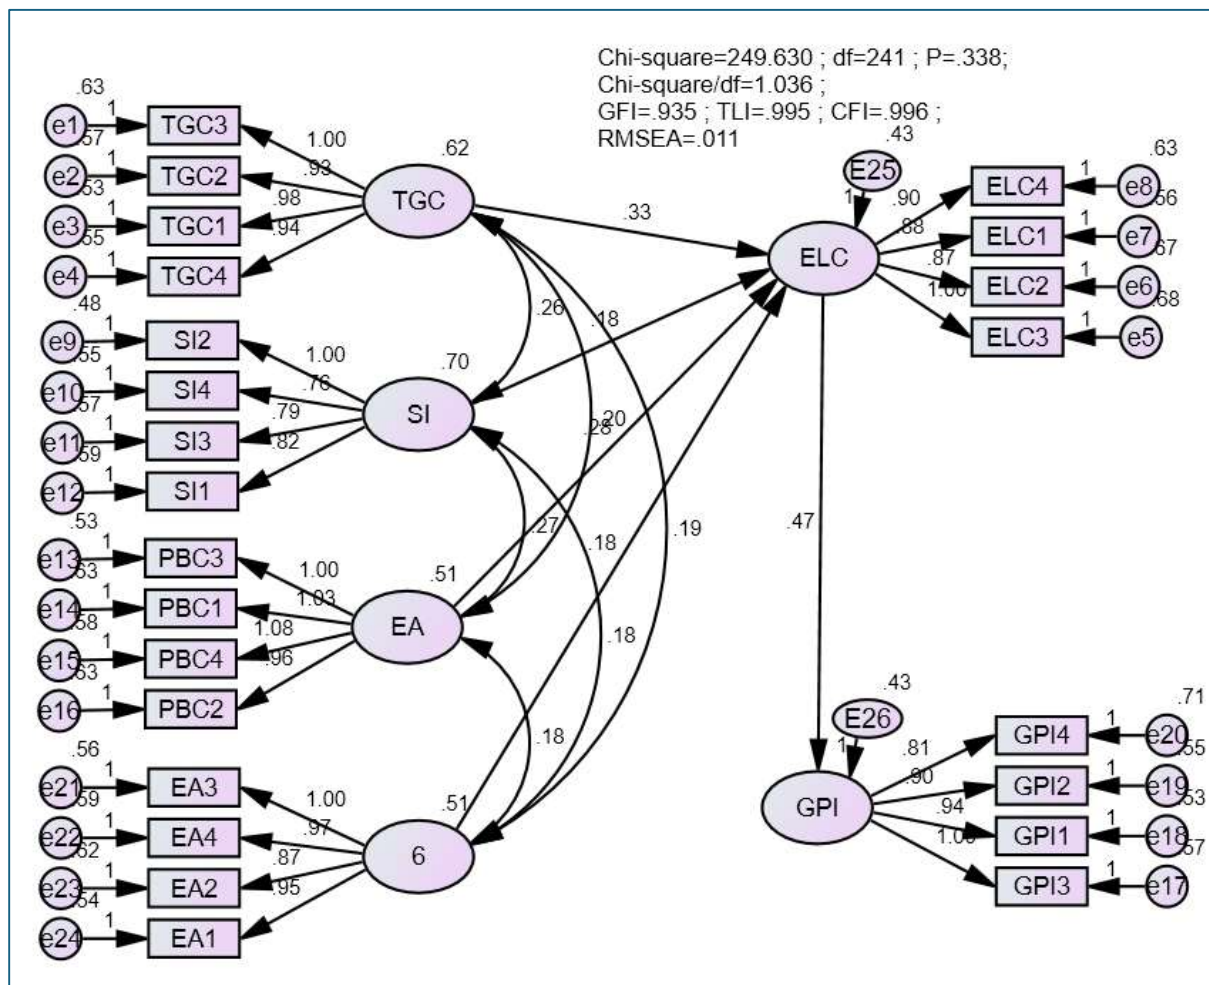 Chi-square=249.630 ; df=241 ; P=.338;
Chi-square/df=1.036 ;
GFI=.935 ; TLI=.995 ; CFI=.996 ;
RMSEA=.011
.63
e1 1 TGC3 1.00
.57
e2 1 TGC2 .93
.53
e3 1 TGC1 .98
.55
e4 1 TGC4 .94
.62
TGC
.48
e9 1 SI2 1.00
.55
e10 1 SI4 .76
.57
e11 1 SI3 .79
.59
e12 1 SI1 .82
.70
SI
.53
e13 1 PBC3 1.00
.63
e14 1 PBC1 1.03
.58
e15 1 PBC4 1.08
.63
e16 1 PBC2 .96
.51
EA
.56
e21 1 EA3 1.00
.59
e22 1 EA4 .97
.62
e23 1 EA2 .87
.54
e24 1 EA1 .95
.51
6
.33
.26
.18
.28
.20
.27
.18
.19
.18
.18
.47
.43
E25
1
ELC
.63
.90 ELC4 1 e8
.56
.88 ELC1 1 e7
.67
.87 ELC2 1 e6
.68
1.00 ELC3 1 e5
.43
E26
1
GPI
.71
.81 GPI4 1 e20
.55
.90 GPI2 1 e19
.53
.94 GPI1 1 e18
.57
1.00 GPI3 1 e17